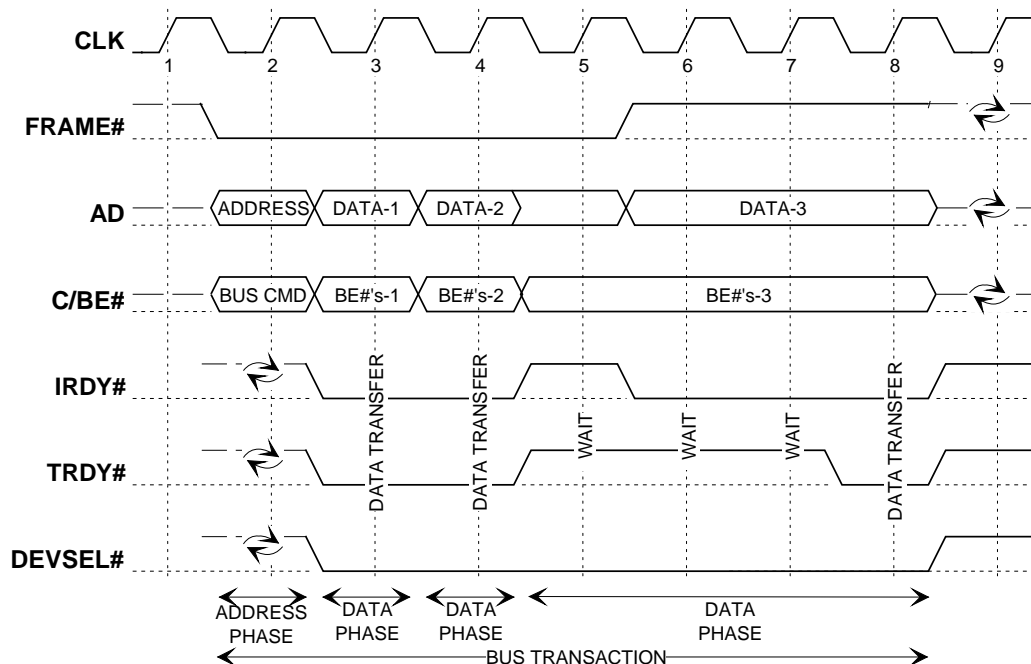 CLK
1 2 3 4 5 6 7 8 9
FRAME#
AD
ADDRESS DATA-1 DATA-2 DATA-3
C/BE#
BUS CMD BE#'s-1 BE#'s-2 BE#'s-3
IRDY#
DATA TRANSFER
DATA TRANSFER
WAIT
WAIT
WAIT
DATA TRANSFER
TRDY#
DEVSEL#
ADDRESS PHASE
DATA PHASE
DATA PHASE
DATA PHASE
BUS TRANSACTION